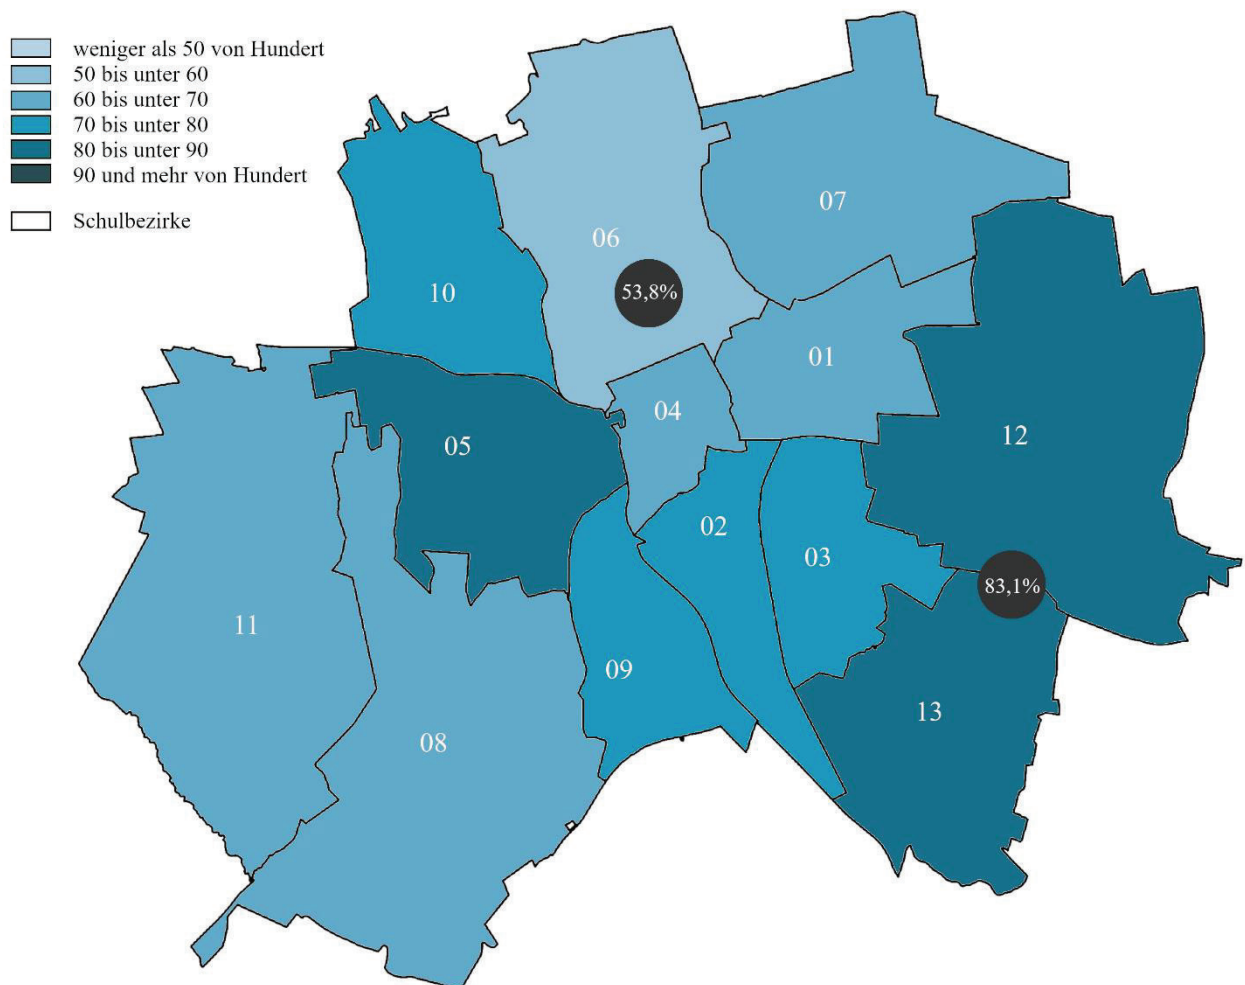 weniger als 50 von Hundert
50 bis unter 60
60 bis unter 70
70 bis unter 80
80 bis unter 90
90 und mehr von Hundert
Schulbezirke
07
06
10
53,8%
01
04
05
12
02
03
83,1%
11
09
13
08